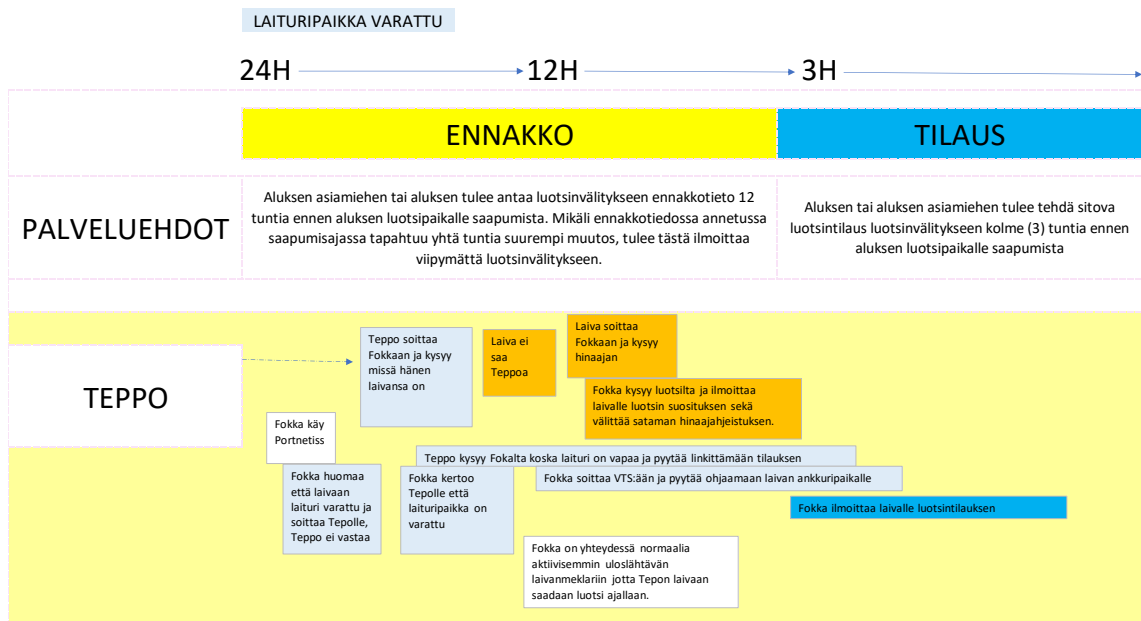 LAITURIPAIKKA VARATTU
24H
12H
3H
ENNAKKO
TILAUS
PALVELUEHDOT
Aluksen asiamiehen tai aluksen tulee antaa luotsinvälitykseen ennakkotieto 12
tuntia ennen aluksen luotsipaikalle saapumista. Mikäli ennakkotiedossa annetussa
saapumisajassa tapahtuu yhtä tuntia suurempi muutos, tulee tästä ilmoittaa
viipymättä luotsinvälitykseen.
Aluksen tai aluksen asiamiehen tulee tehdä sitova
luotsintilaus luotsinvälitykseen kolme (3) tuntia ennen
aluksen luotsipaikalle saapumista
TEPPO
Teppo soittaa
Fokkaan ja kysyy
missä hänen
laivansa on
Laiva ei
saa
Teppoa
Laiva soittaa
Fokkaan ja kysyy
hinaajan
Fokka kysyy luotsilta ja ilmoittaa
laivalle luotsin suosituksen sekä
välittää sataman hinaajahjeistuksen.
Fokka käy
Portnetiss
Teppo kysyy Fokalta koska laituri on vapaa ja pyytää linkittämään tilauksen
Fokka huomaa
että laivaan
laituri varattu ja
soittaa Tepolle,
Teppo ei vastaa
Fokka kertoo
Tepolle että
laituripaikka on
varattu
Fokka soittaa VTS:ään ja pyytää ohjaamaan laivan ankkuripaikalle
Fokka ilmoittaa laivalle luotsintilauksen
Fokka on yhteydessä normaalia
aktiivisemmin uloslähtävän
laivanmeklariin jotta Tepon laivaan
saadaan luotsi ajallaan.